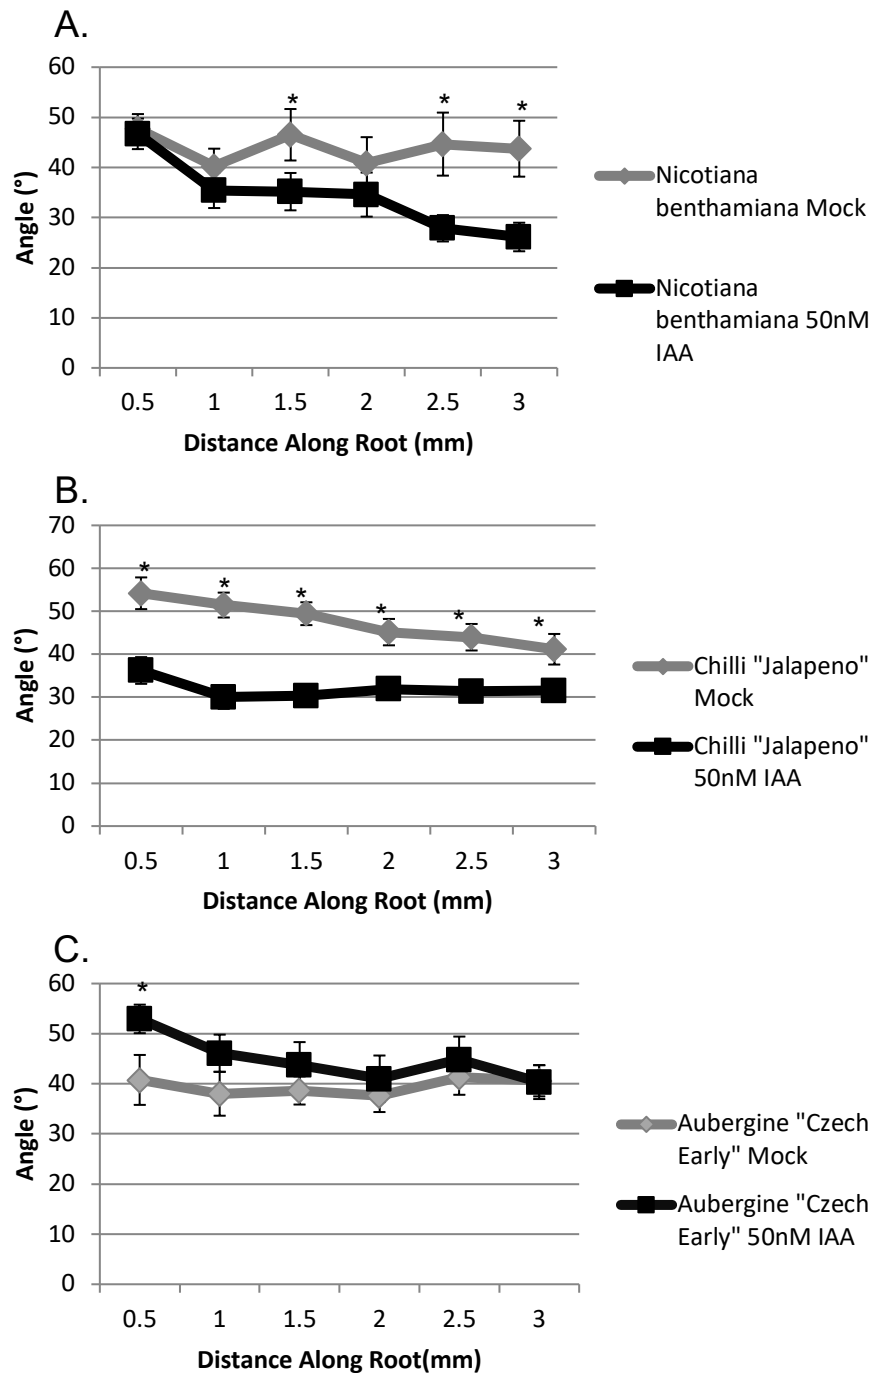 A.
60
50
40
30
20
10
0
Angle (°)
* * *
0.5 1 1.5 2 2.5 3
Distance Along Root (mm)
Nicotiana
benthamiana Mock
Nicotiana
benthamiana 50nM
IAA
B.
70
60
50
40
30
20
10
0
Angle (°)
* * * * * *
0.5 1 1.5 2 2.5 3
Distance Along Root (mm)
Chilli "Jalapeno"
Mock
Chilli "Jalapeno"
50nM IAA
C.
60
50
40
30
20
10
0
Angle (°)
*
0.5 1 1.5 2 2.5 3
Distance Along Root(mm)
Aubergine "Czech
Early" Mock
Aubergine "Czech
Early" 50nM IAA